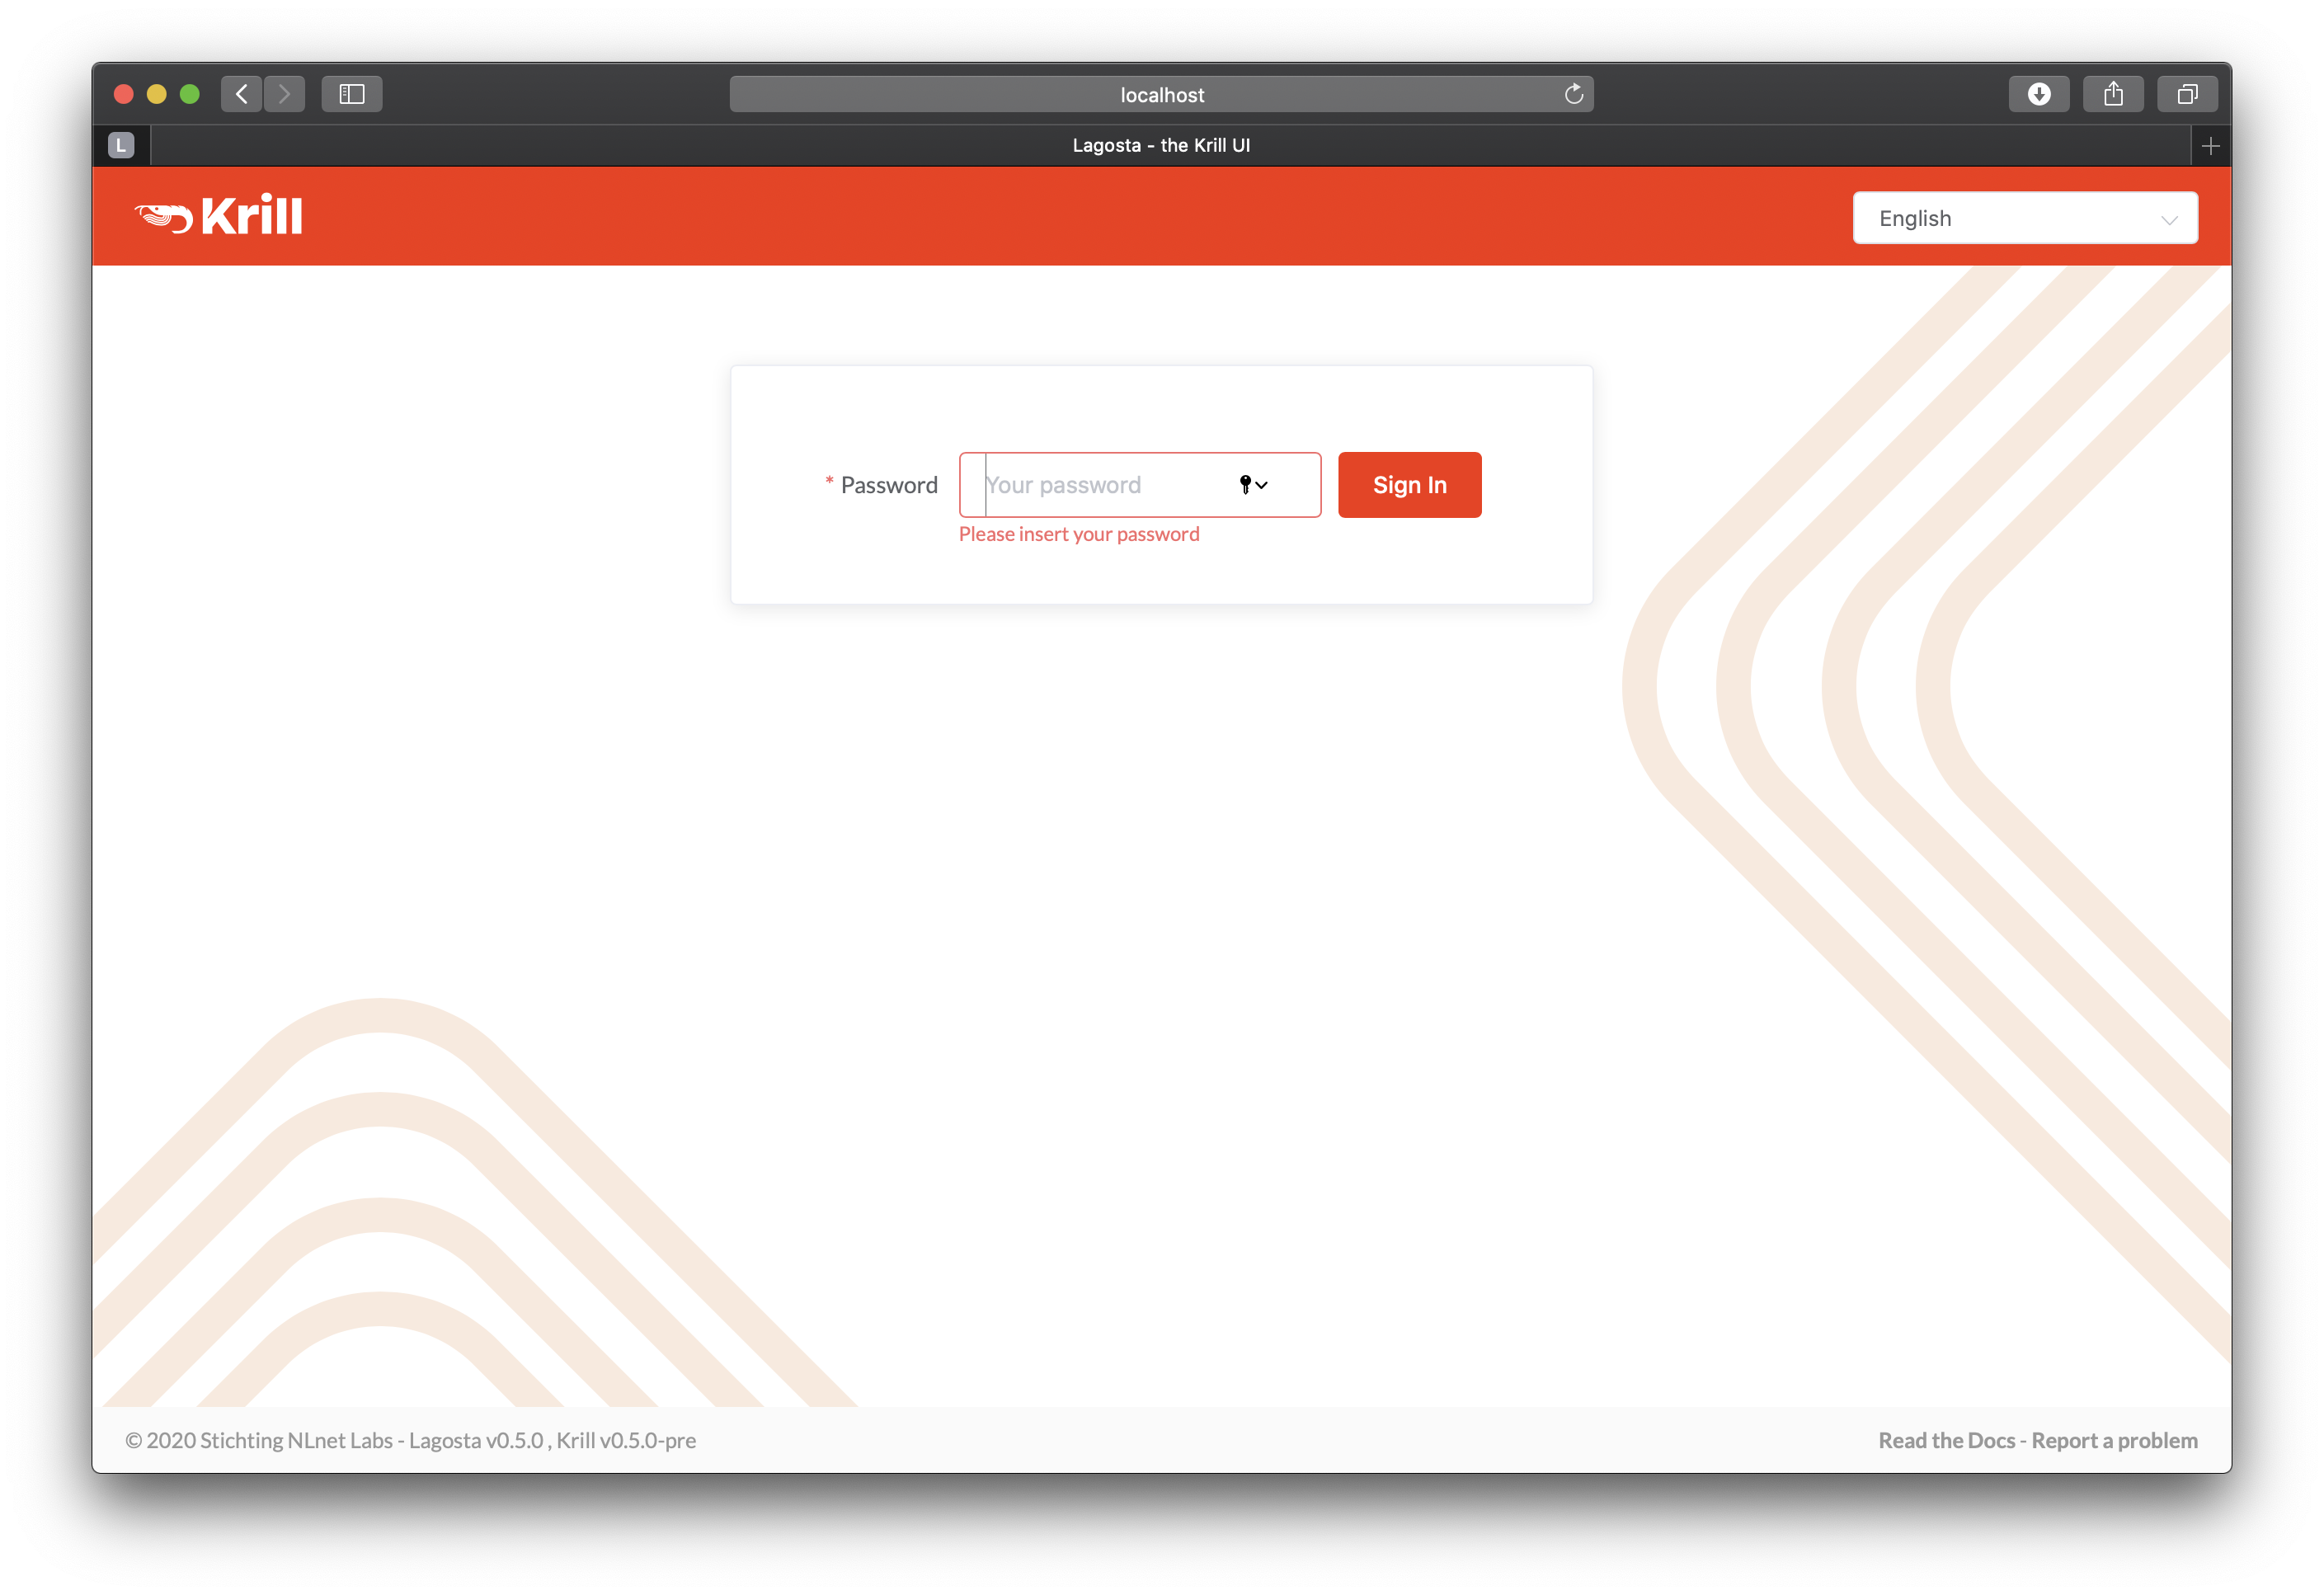 localhost
L
Lagosta - the Krill UI
Krill
English
* Password
Your password
Sign In
Please insert your password
© 2020 Stichting NLnet Labs - Lagosta v0.5.0 , Krill v0.5.0-pre
Read the Docs - Report a problem